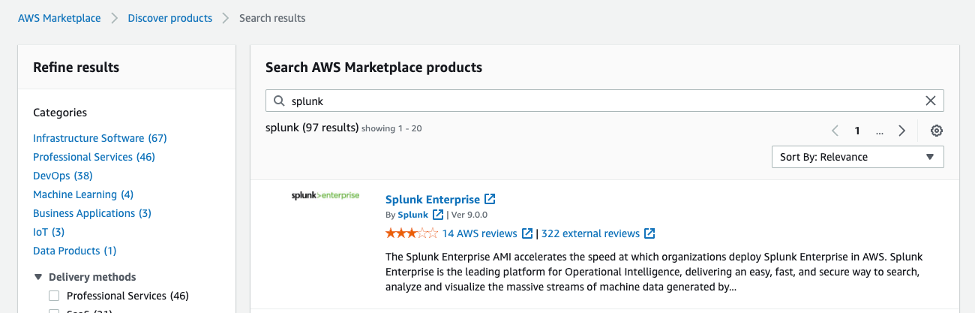 AWS Marketplace > Discover products > Search results
Refine results
Categories
Infrastructure Software (67)
Professional Services (46)
DevOps (38)
Machine Learning (4)
Business Applications (3)
IoT (3)
Data Products (1)
Delivery methods
Professional Services (46)
SaaS (31)
Search AWS Marketplace products
splunk
splunk (97 results) showing 1 - 20
1 ...
Sort By: Relevance
splunk>enterprise
Splunk Enterprise
By Splunk | Ver 9.0.0
14 AWS reviews | 322 external reviews
The Splunk Enterprise AMI accelerates the speed at which organizations deploy Splunk Enterprise in AWS. Splunk
Enterprise is the leading platform for Operational Intelligence, delivering an easy, fast, and secure way to search,
analyze and visualize the massive streams of machine data generated by...